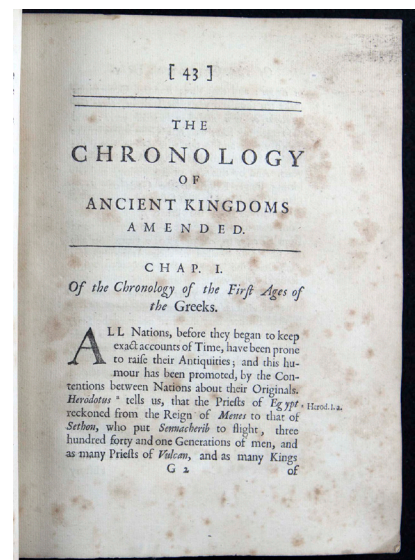 [ 43 ]
THE
CHRONOLOGY
OF
ANCIENT KINGDOMS
AMENDED.
CHAP. I.
Of the Chronology of the Firſt Ages of
the Greeks.
ALL Nations, before they began to keep
exact accounts of Time, have been prone
to raiſe their Antiquities; and this hu-
mour has been promoted, by the Con-
tentions between Nations about their Originals.
Herodotus ᵃ tells us, that the Prieſts of Egypt, Herod. l. 2.
reckoned from the Reign of Menes to that of
Sethon, who put Sennacherib to flight, three
hundred forty and one Generations of men, and
as many Prieſts of Vulcan, and as many Kings
G 2 of